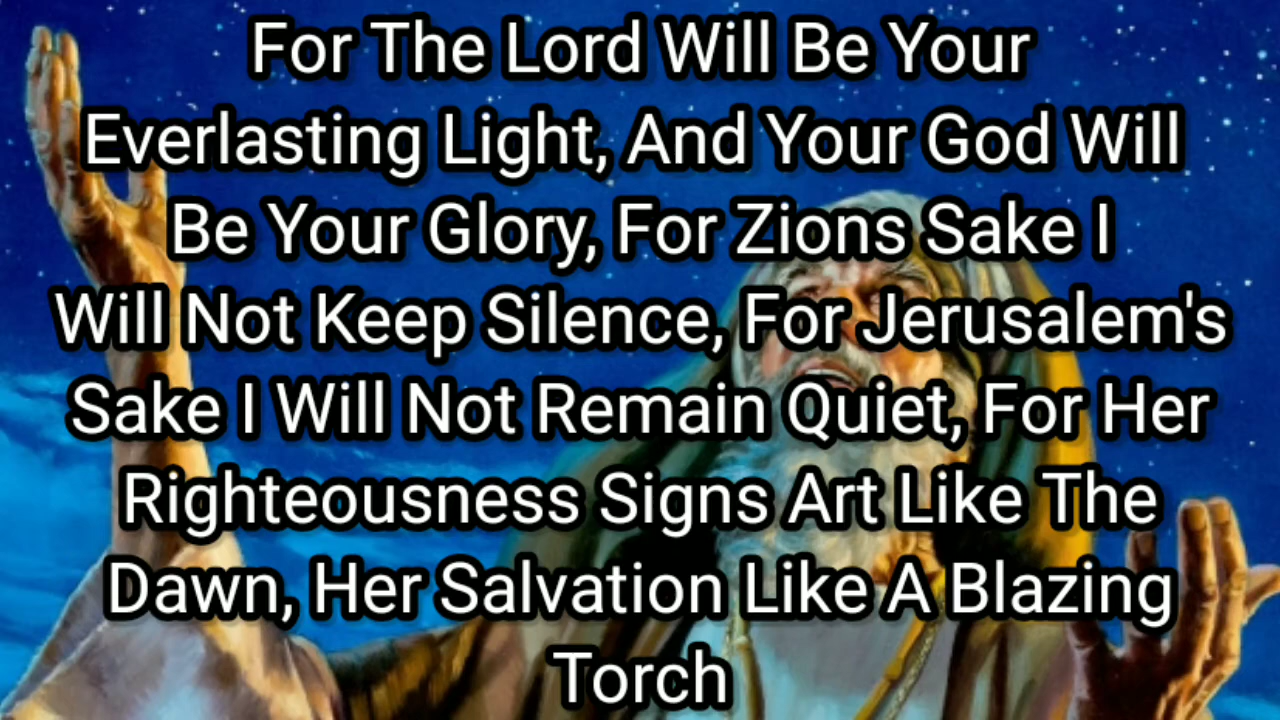 For The Lord Will Be Your
Everlasting Light, And Your God Will
Be Your Glory, For Zions Sake I
Will Not Keep Silence, For Jerusalem's
Sake I Will Not Remain Quiet, For Her
Righteousness Signs Art Like The
Dawn, Her Salvation Like A Blazing
Torch